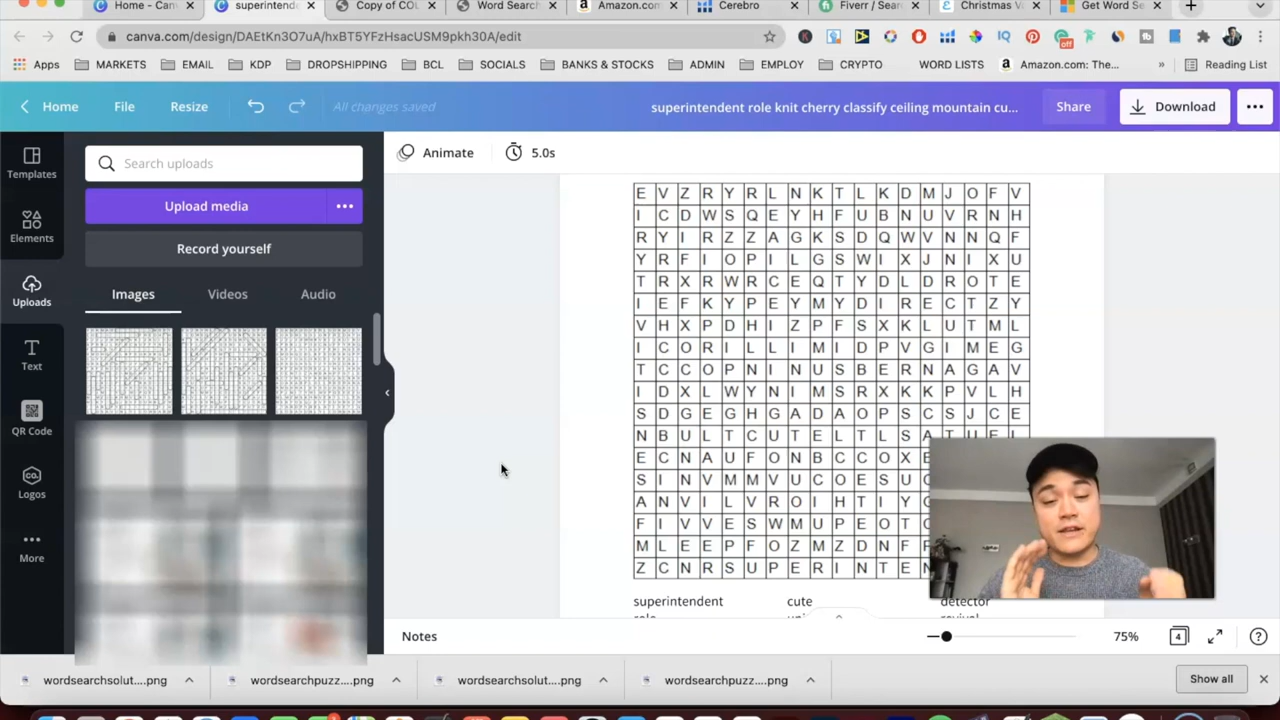 Home - Can
superintende
Copy of COL
Word Search
Amazon.com
Cerebro
Fiverr / Sear
Christmas V
Get Word Se
canva.com/design/DAEtKn3O7uA/hxBT5YFzHsacUSM9pkh30A/edit
Apps
MARKETS
EMAIL
KDP
DROPSHIPPING
BCL
SOCIALS
BANKS & STOCKS
ADMIN
EMPLOY
CRYPTO
WORD LISTS
Amazon.com: The...
»
Reading List
Home
File
Resize
All changes saved
superintendent role knit cherry classify ceiling mountain cu...
Share
Download
Templates
Elements
Uploads
Text
QR Code
Logos
More
Search uploads
Upload media
Record yourself
Images
Videos
Audio
Animate
5.0s
E V Z R Y R L N K T L K D M J O F V
I C D W S Q E Y H F U B N U V R N H
R Y I R Z Z A G K S D Q W V N N Q F
Y R F I O P I L G S W I X J N I X U
T R X R W R C E Q T Y D L D R O T E
I E F K Y P E Y M Y D I R E C T Z Y
V H X P D H I Z P F S X K L U T M L
I C O R I L L I M I D P V G I M E G
T C C O P N I N U S B E R N A G A V
I D X L W Y N I M S R X K K P V L H
S D G E G H G A D A O P S C S J C E
N B U L T C U T E L T L S A T U E L
E C N A U F O N B C C O X
S I N V M M V U C O E S U
A N V I L V R O I H T I Y
F I V V E S W M U P E O T
M L E E P F O Z M Z D N F
Z C N R S U P E R I N T E
superintendent
cute
detector
role
revival
Notes
75%
4
wordsearchsolut....png
wordsearchpuzz....png
wordsearchsolut....png
wordsearchpuzz....png
Show all